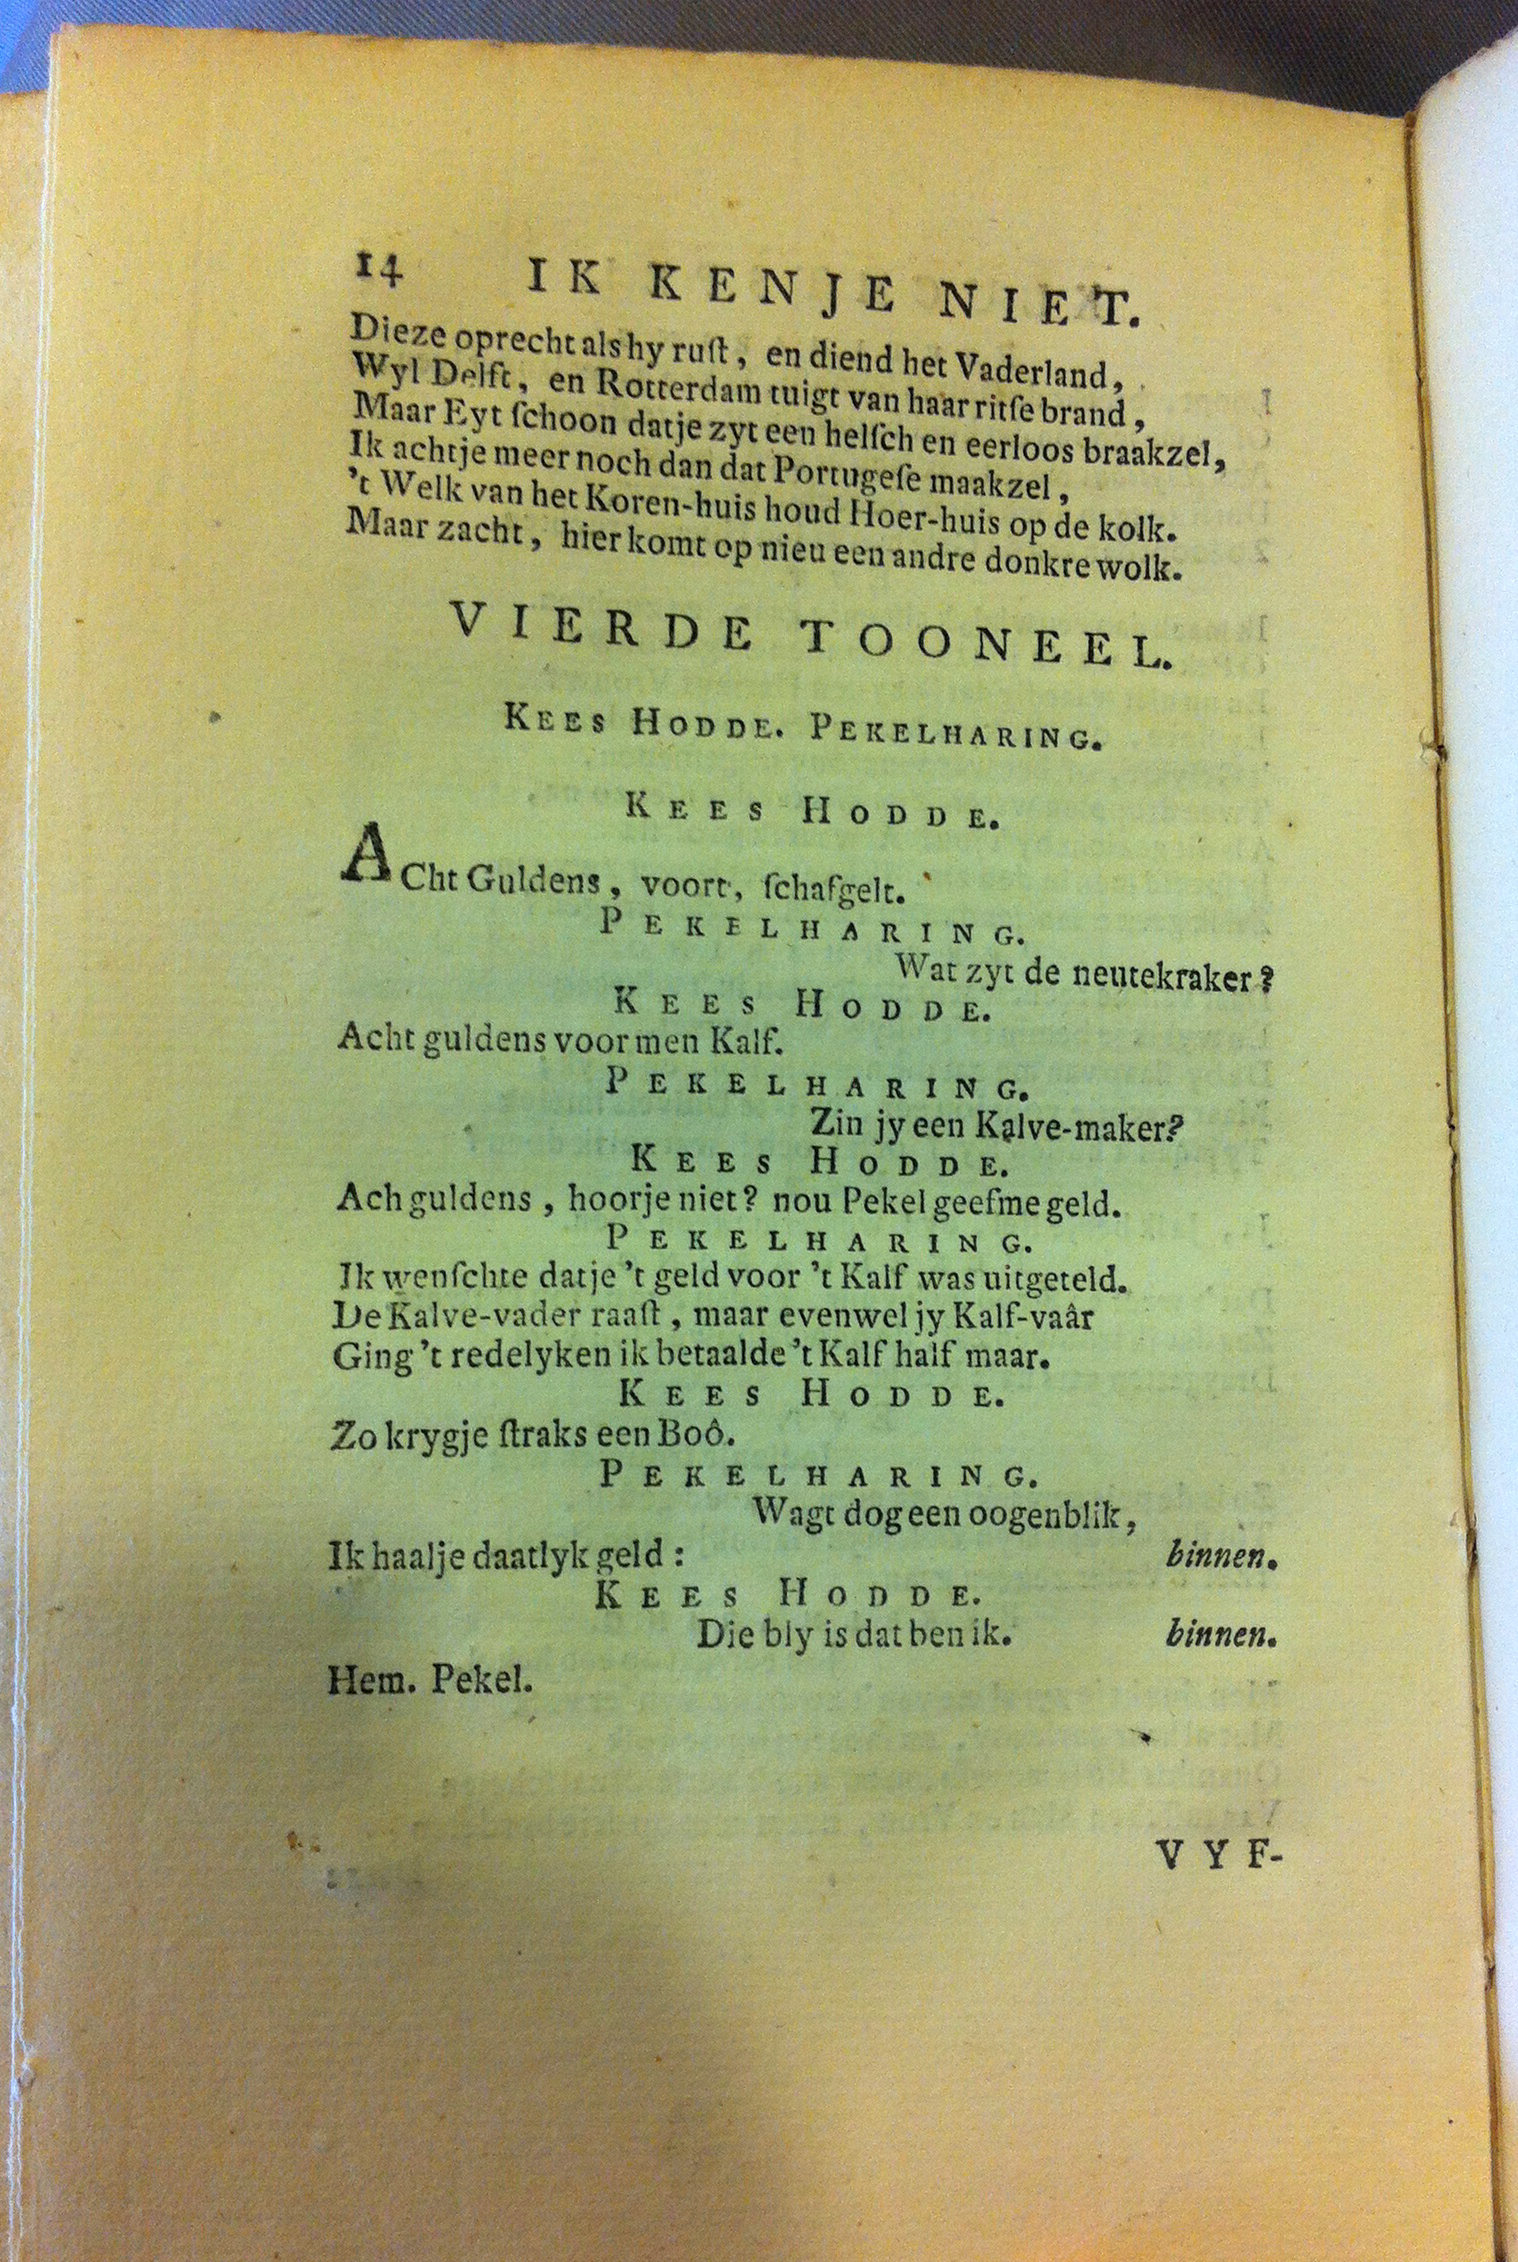 14 IK KENJE NIET.
Dieze oprecht als hy ruſt, en diend het Vaderland,
Wyl Delft, en Rotterdam tuigt van haar ritſe brand,
Maar Eyt ſchoon datje zyt een helſch en eerloos braakzel,
Ik achtje meer noch dan dat Portugeſe maakzel,
't Welk van het Koren-huis houd Hoer-huis op de kolk.
Maar zacht, hier komt op nieu een andre donkre wolk.
VIERDE TOONEEL.
KEES HODDE. PEKELHARING.
KEES HODDE.
ACht Guldens, voort, ſchafgelt.
PEKELHARING.
Wat zyt de neutekraker?
KEES HODDE.
Acht guldens voor men Kalf.
PEKELHARING.
Zin jy een Kalve-maker?
KEES HODDE.
Ach guldens, hoorje niet? nou Pekel geefme geld.
PEKELHARING.
Ik wenſchte datje 't geld voor 't Kalf was uitgeteld.
De Kalve-vader raaſt, maar evenwel jy Kalf-vaâr
Ging 't redelyken ik betaalde 't Kalf half maar.
KEES HODDE.
Zo krygje ſtraks een Boô.
PEKELHARING.
Wagt dog een oogenblik,
Ik haalje daatlyk geld: binnen.
KEES HODDE.
Die bly is dat ben ik. binnen.
Hem. Pekel.
VYF-